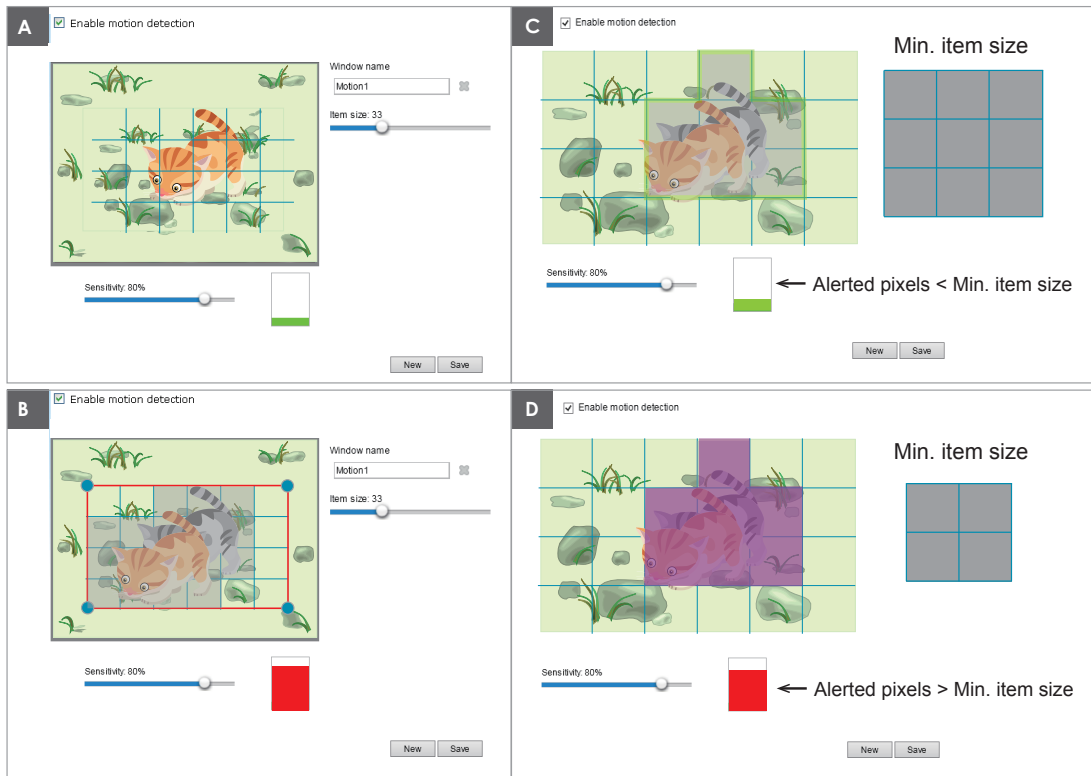 A
Enable motion detection
Window name
Motion1
Item size: 33
Sensitivity: 80%
New Save
C
Enable motion detection
Min. item size
Sensitivity: 80%
Alerted pixels < Min. item size
New Save
B
Enable motion detection
Window name
Motion1
Item size: 33
Sensitivity: 80%
New Save
D
Enable motion detection
Min. item size
Sensitivity: 80%
Alerted pixels > Min. item size
New Save